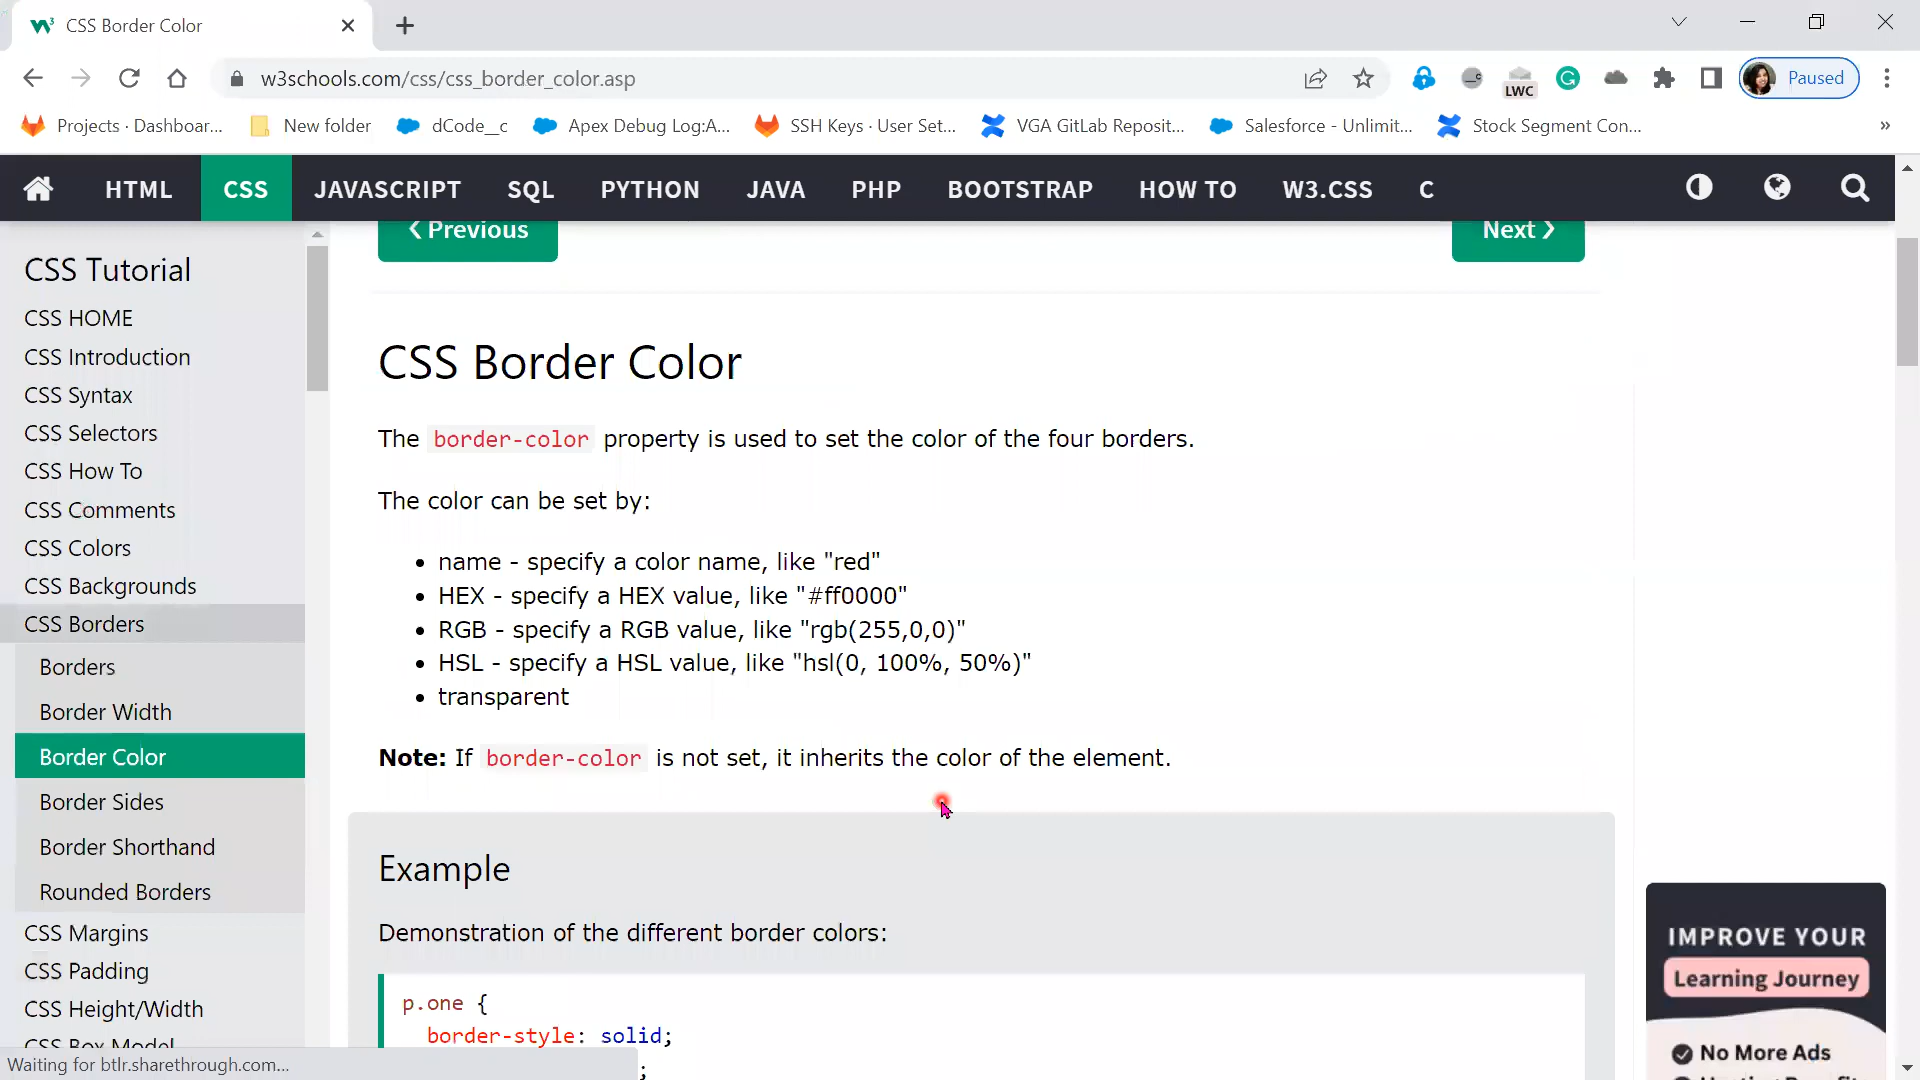 CSS Border Color
w3schools.com/css/css_border_color.asp
LWC
Paused
Projects · Dashboar...
New folder
dCode__c
Apex Debug Log:A...
SSH Keys · User Set...
VGA GitLab Reposit...
Salesforce - Unlimit...
Stock Segment Con...
»
HTML
CSS
JAVASCRIPT
SQL
PYTHON
JAVA
PHP
BOOTSTRAP
HOW TO
W3.CSS
C
❮ Previous
Next ❯
CSS Tutorial
CSS HOME
CSS Introduction
CSS Syntax
CSS Selectors
CSS How To
CSS Comments
CSS Colors
CSS Backgrounds
CSS Borders
Borders
Border Width
Border Color
Border Sides
Border Shorthand
Rounded Borders
CSS Margins
CSS Padding
CSS Height/Width
CSS Box Model
CSS Border Color
The border-color property is used to set the color of the four borders.
The color can be set by:
• name - specify a color name, like "red"
• HEX - specify a HEX value, like "#ff0000"
• RGB - specify a RGB value, like "rgb(255,0,0)"
• HSL - specify a HSL value, like "hsl(0, 100%, 50%)"
• transparent
Note: If border-color is not set, it inherits the color of the element.
Example
Demonstration of the different border colors:
p.one {
border-style: solid;
;
IMPROVE YOUR
Learning Journey
No More Ads
Waiting for btlr.sharethrough.com...